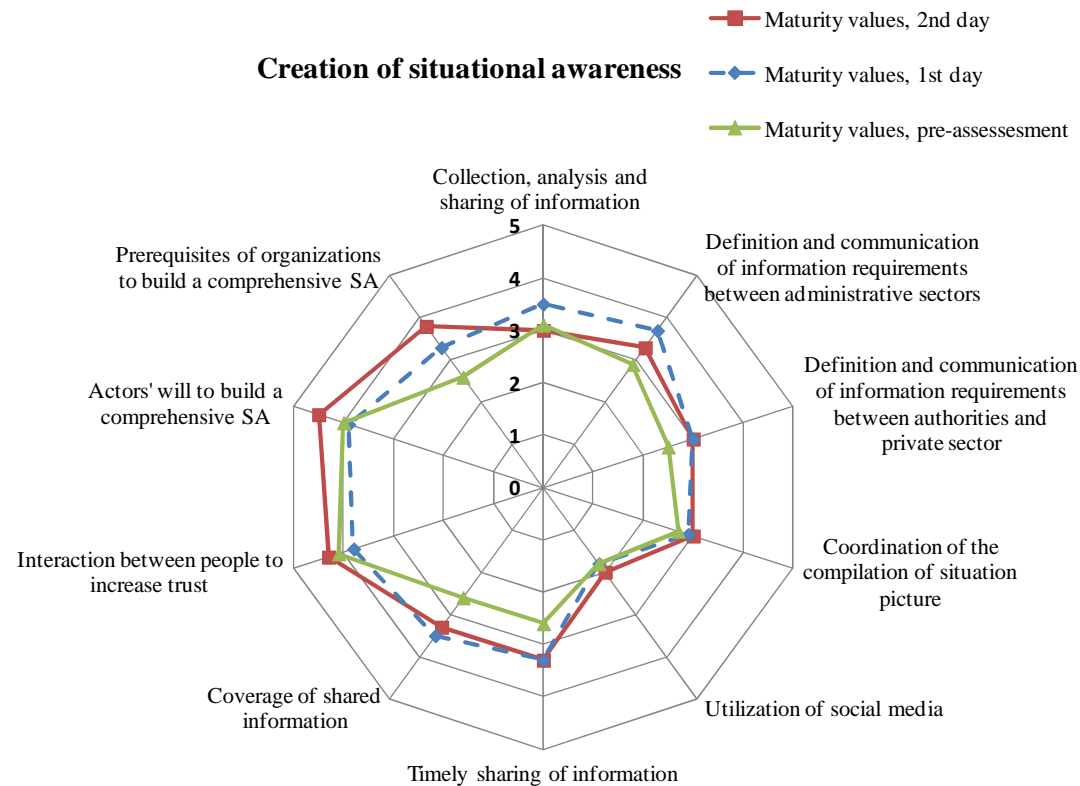 Maturity values, 2nd day
Creation of situational awareness
Maturity values, 1st day
Maturity values, pre-assessesment
Collection, analysis and
sharing of information
Definition and communication
of information requirements
between administrative sectors
Prerequisites of organizations
to build a comprehensive SA
5
4
3
2
1
0
Definition and communication
of information requirements
between authorities and
private sector
Actors' will to build a
comprehensive SA
Coordination of the
compilation of situation
picture
Interaction between people to
increase trust
Coverage of shared
information
Utilization of social media
Timely sharing of information